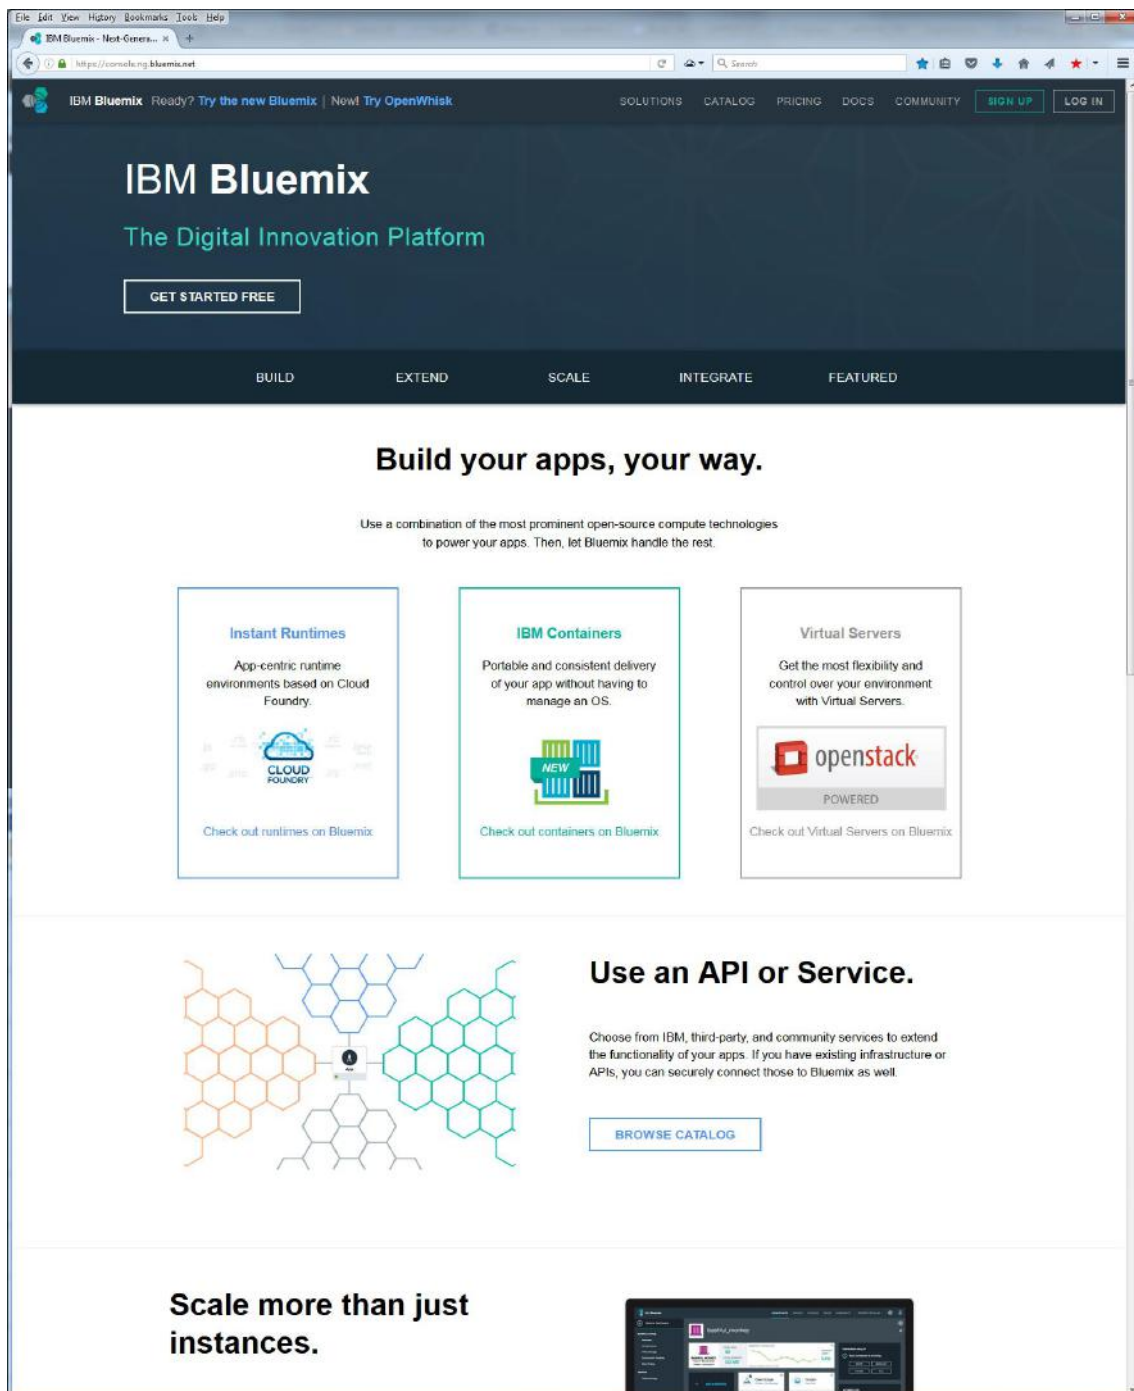 File Edit View History Bookmarks Tools Help
IBM Bluemix - Next-Genera... × +
https://console.ng.bluemix.net
Search
IBM Bluemix Ready? Try the new Bluemix | New! Try OpenWhisk
SOLUTIONS CATALOG PRICING DOCS COMMUNITY SIGN UP LOG IN
IBM Bluemix
The Digital Innovation Platform
GET STARTED FREE
BUILD EXTEND SCALE INTEGRATE FEATURED
Build your apps, your way.
Use a combination of the most prominent open-source compute technologies
to power your apps. Then, let Bluemix handle the rest.
Instant Runtimes
App-centric runtime
environments based on Cloud
Foundry.
CLOUD
FOUNDRY
Check out runtimes on Bluemix
IBM Containers
Portable and consistent delivery
of your app without having to
manage an OS.
NEW
Check out containers on Bluemix
Virtual Servers
Get the most flexibility and
control over your environment
with Virtual Servers.
openstack
POWERED
Check out Virtual Servers on Bluemix
Use an API or Service.
Choose from IBM, third-party, and community services to extend
the functionality of your apps. If you have existing infrastructure or
APIs, you can securely connect those to Bluemix as well.
BROWSE CATALOG
Scale more than just
instances.